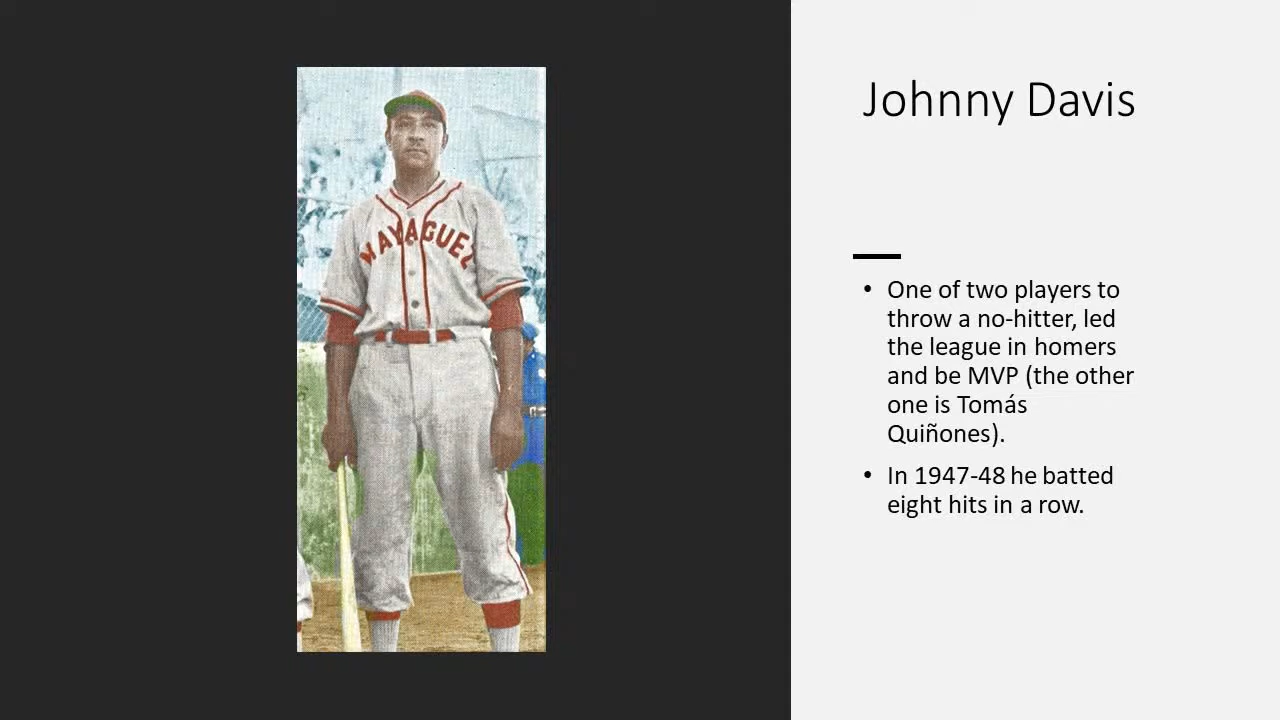 MAYAGUEZ
Johnny Davis
• One of two players to
throw a no-hitter, led
the league in homers
and be MVP (the other
one is Tomás
Quiñones).
• In 1947-48 he batted
eight hits in a row.